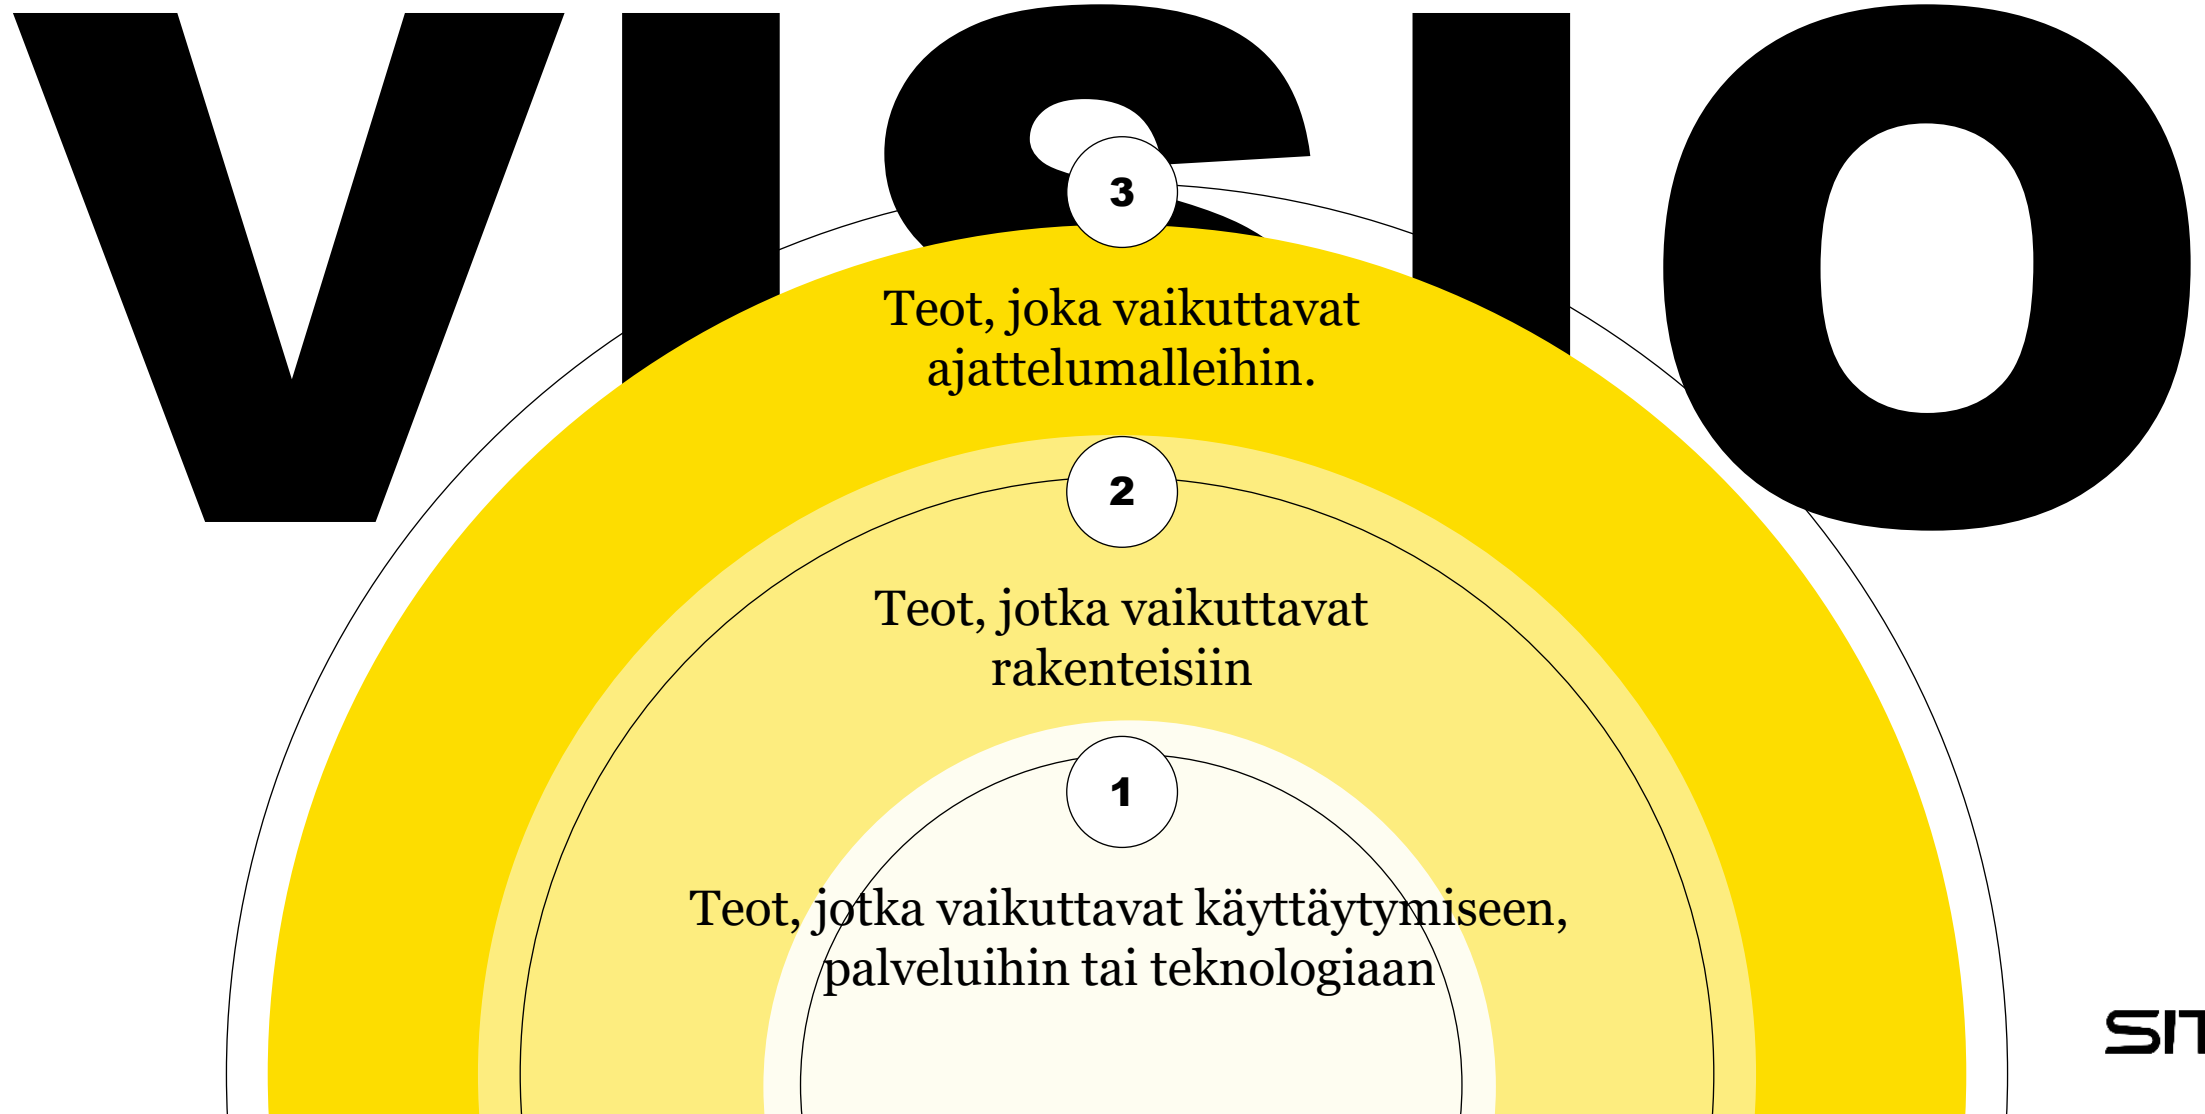 VISIO
3
Teot, joka vaikuttavat
ajattelumalleihin.
2
Teot, jotka vaikuttavat
rakenteisiin
1
Teot, jotka vaikuttavat käyttäytymiseen,
palveluihin tai teknologiaan
SIT